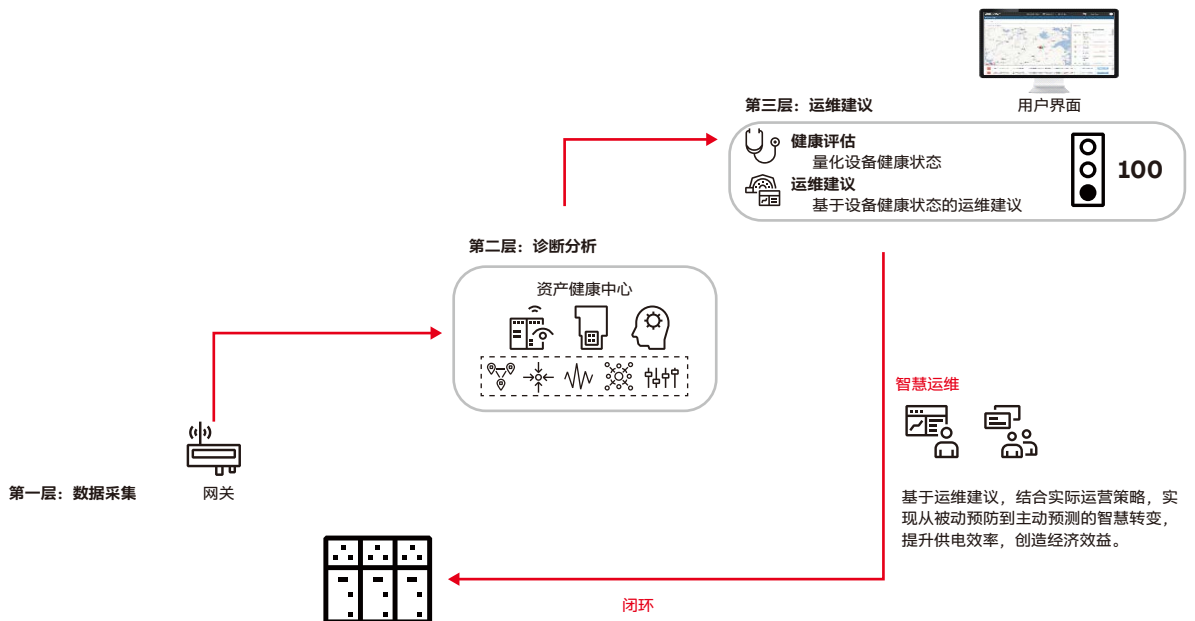 用户界面
第三层：运维建议
健康评估
量化设备健康状态
运维建议
基于设备健康状态的运维建议
100
第二层：诊断分析
资产健康中心
智慧运维
第一层：数据采集
网关
基于运维建议，结合实际运营策略，实
现从被动预防到主动预测的智慧转变，
提升供电效率，创造经济效益。
闭环